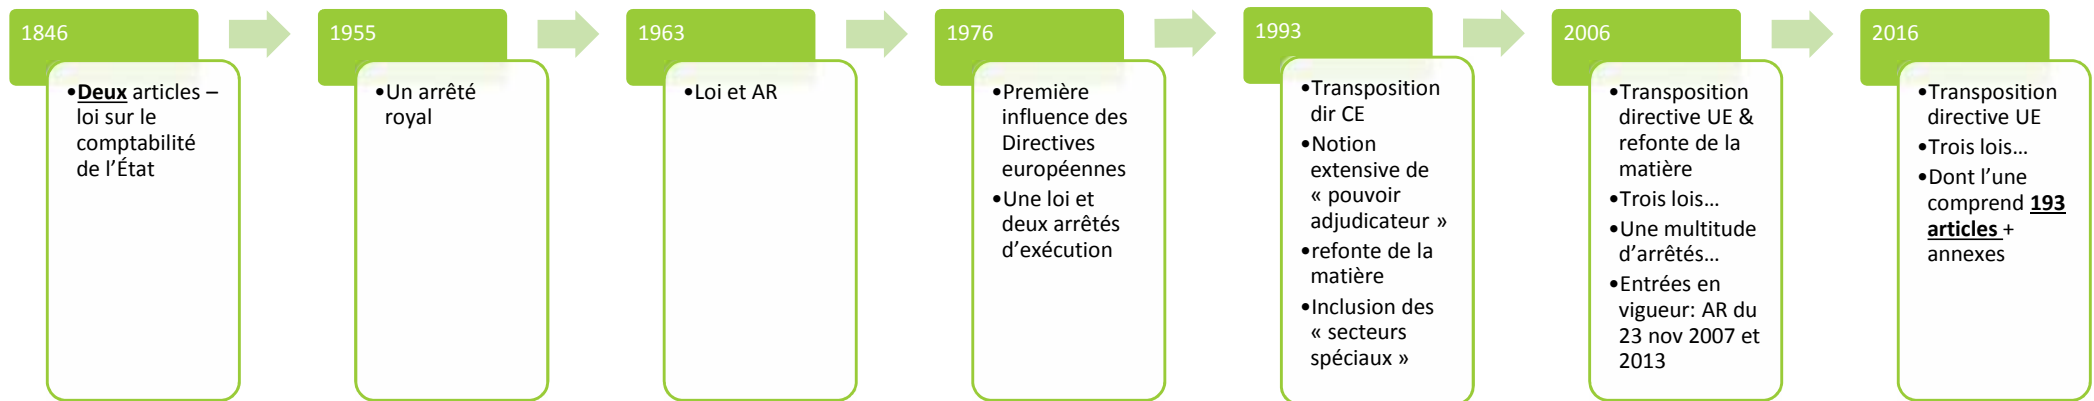 1846
•Deux articles –
loi sur le
comptabilité
de l'État
1955
•Un arrêté
royal
1963
•Loi et AR
1976
•Première
influence des
Directives
européennes
•Une loi et
deux arrêtés
d'exécution
1993
•Transposition
dir CE
•Notion
extensive de
« pouvoir
adjudicateur »
•refonte de la
matière
•Inclusion des
« secteurs
spéciaux »
2006
•Transposition
directive UE &
refonte de la
matière
•Trois lois…
•Une multitude
d'arrêtés…
•Entrées en
vigueur: AR du
23 nov 2007 et
2013
2016
•Transposition
directive UE
•Trois lois…
•Dont l'une
comprend 193
articles +
annexes